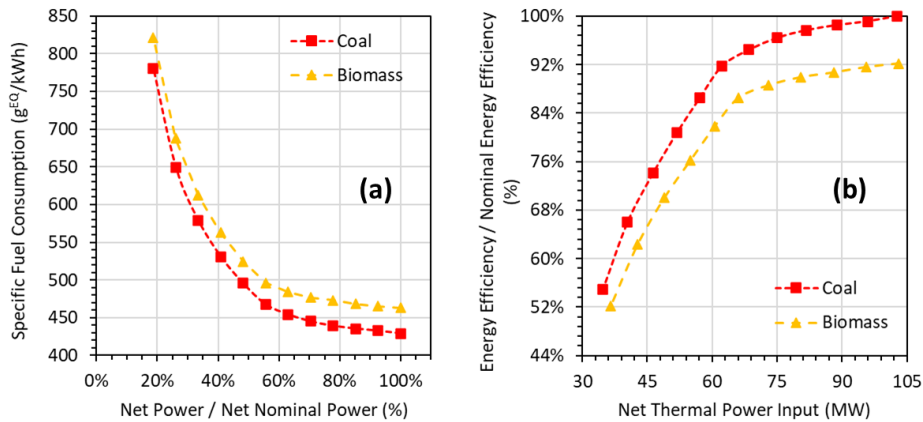 850
800
750
700
650
600
550
500
450
400
Specific Fuel Consumption (g^EQ/kWh)
Coal
Biomass
(a)
0% 20% 40% 60% 80% 100%
Net Power / Net Nominal Power (%)
100%
92%
84%
76%
68%
60%
52%
44%
Energy Efficiency / Nominal Energy Efficiency
(%)
(b)
Coal
Biomass
30 45 60 75 90 105
Net Thermal Power Input (MW)